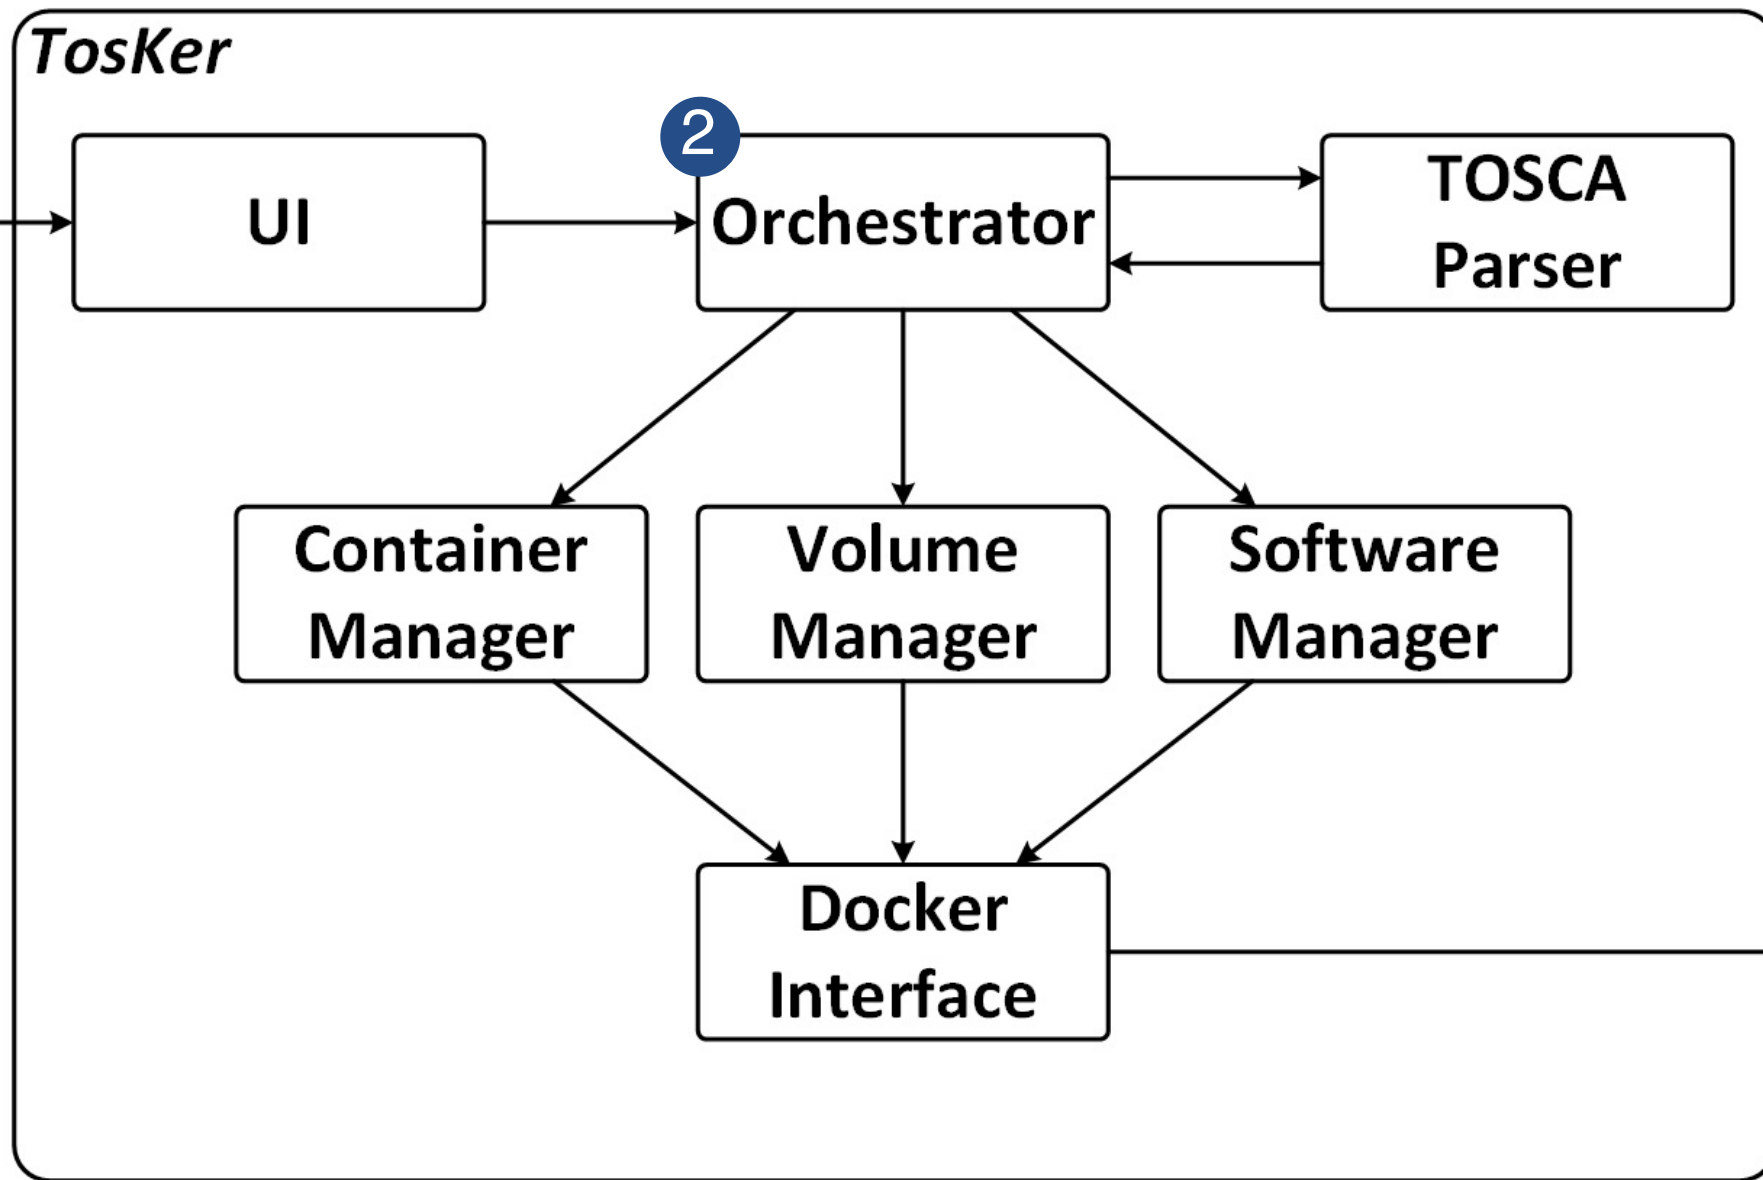 TosKer
2
UI
Orchestrator
TOSCA
Parser
Container
Manager
Volume
Manager
Software
Manager
Docker
Interface